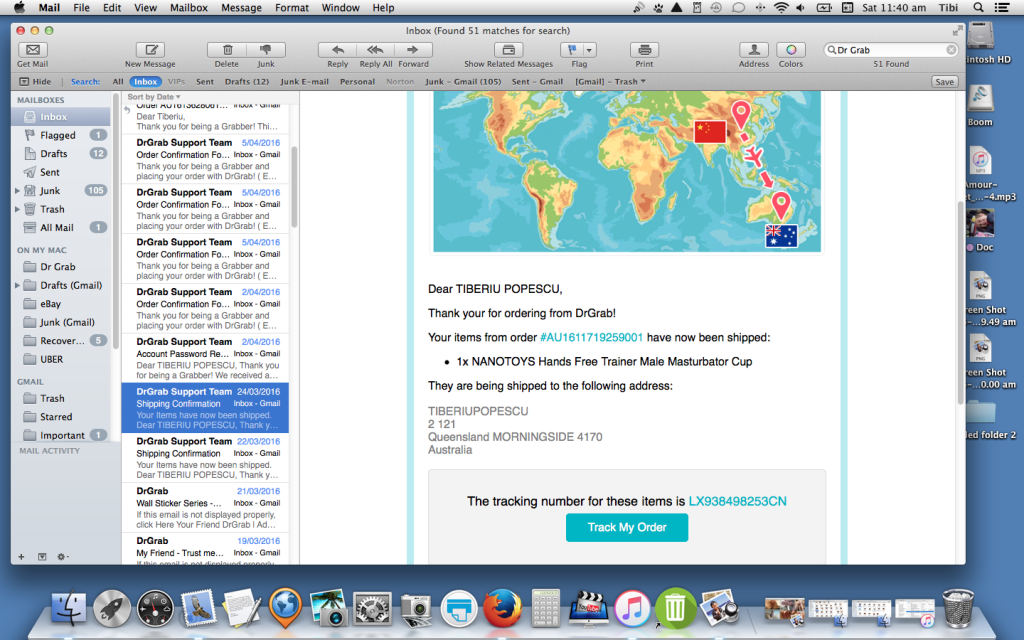 Mail File Edit View Mailbox Message Format Window Help Sat 11:40 am Tibi
Inbox (Found 51 matches for search)
Get Mail New Message Delete Junk Reply Reply All Forward Show Related Messages Flag Print Address Colors
Dr Grab
51 Found
Hide Search: All Inbox VIPs Sent Drafts (12) Junk E-mail Personal Norton Junk - Gmail (105) Sent - Gmail [Gmail] - Trash Save
MAILBOXES
Inbox
Flagged 1
Drafts 12
Sent
Junk 105
Trash
All Mail 1
ON MY MAC
Dr Grab
Drafts (Gmail)
eBay
Junk (Gmail)
Recover... 5
UBER
GMAIL
Trash
Starred
Important 1
MAIL ACTIVITY
Sort by Date
Inbox - Gmail
Dear Tiberiu,
Thank you for being a Grabber! Thi...
DrGrab Support Team 5/04/2016
Order Confirmation Fo... Inbox - Gmail
Thank you for being a Grabber and
placing your order with DrGrab! ( E...
DrGrab Support Team 5/04/2016
Order Confirmation Fo... Inbox - Gmail
Thank you for being a Grabber and
placing your order with DrGrab! ( E...
DrGrab Support Team 5/04/2016
Order Confirmation Fo... Inbox - Gmail
Thank you for being a Grabber and
placing your order with DrGrab! ( E...
DrGrab Support Team 2/04/2016
Order Confirmation Fo... Inbox - Gmail
Thank you for being a Grabber and
placing your order with DrGrab! ( E...
DrGrab Support Team 2/04/2016
Account Password Re... Inbox - Gmail
Dear TIBERIU POPESCU, Thank you
for being a Grabber! We received a...
DrGrab Support Team 24/03/2016
Shipping Confirmation Inbox - Gmail
Your Items have now been shipped.
Dear TIBERIU POPESCU, Thank y...
DrGrab Support Team 22/03/2016
Shipping Confirmation Inbox - Gmail
Your Items have now been shipped.
Dear TIBERIU POPESCU, Thank y...
DrGrab 21/03/2016
Wall Sticker Series -... Inbox - Gmail
If this email is not displayed properly,
click Here Your Friend DrGrab l Ad...
DrGrab 19/03/2016
My Friend - Trust me... Inbox - Gmail
If this email is not displayed properly,
Dear TIBERIU POPESCU,
Thank your for ordering from DrGrab!
Your items from order #AU1611719259001 have now been shipped:
• 1x NANOTOYS Hands Free Trainer Male Masturbator Cup
They are being shipped to the following address:
TIBERIUPOPESCU
2 121
Queensland MORNINGSIDE 4170
Australia
The tracking number for these items is LX938498253CN
Track My Order
intosh HD
Boom
MP3
Amour-
it_...-4.mp3
Doc
PNG
reen Shot
-...9.49 am
PNG
reen Shot
-...0.00 am
ied folder 2